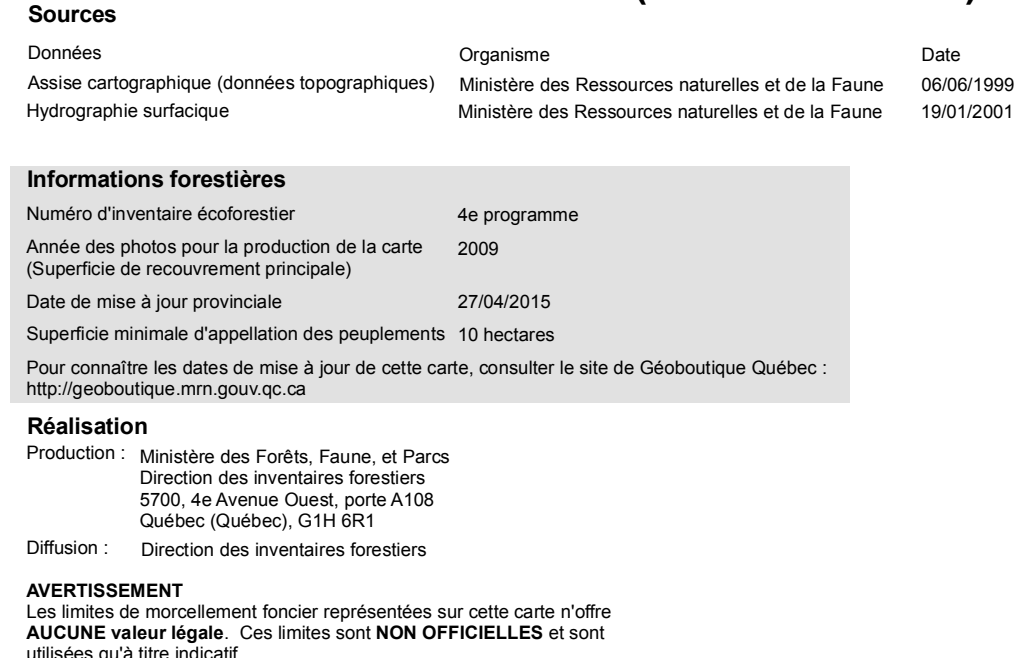 Sources
Données Organisme Date
Assise cartographique (données topographiques) Ministère des Ressources naturelles et de la Faune 06/06/1999
Hydrographie surfacique Ministère des Ressources naturelles et de la Faune 19/01/2001
Informations forestières
Numéro d'inventaire écoforestier 4e programme
Année des photos pour la production de la carte 2009
(Superficie de recouvrement principale)
Date de mise à jour provinciale 27/04/2015
Superficie minimale d'appellation des peuplements 10 hectares
Pour connaître les dates de mise à jour de cette carte, consulter le site de Géoboutique Québec :
http://geoboutique.mrn.gouv.qc.ca
Réalisation
Production : Ministère des Forêts, Faune, et Parcs
Direction des inventaires forestiers
5700, 4e Avenue Ouest, porte A108
Québec (Québec), G1H 6R1
Diffusion : Direction des inventaires forestiers
AVERTISSEMENT
Les limites de morcellement foncier représentées sur cette carte n'offre
AUCUNE valeur légale. Ces limites sont NON OFFICIELLES et sont
utilisées qu'à titre indicatif